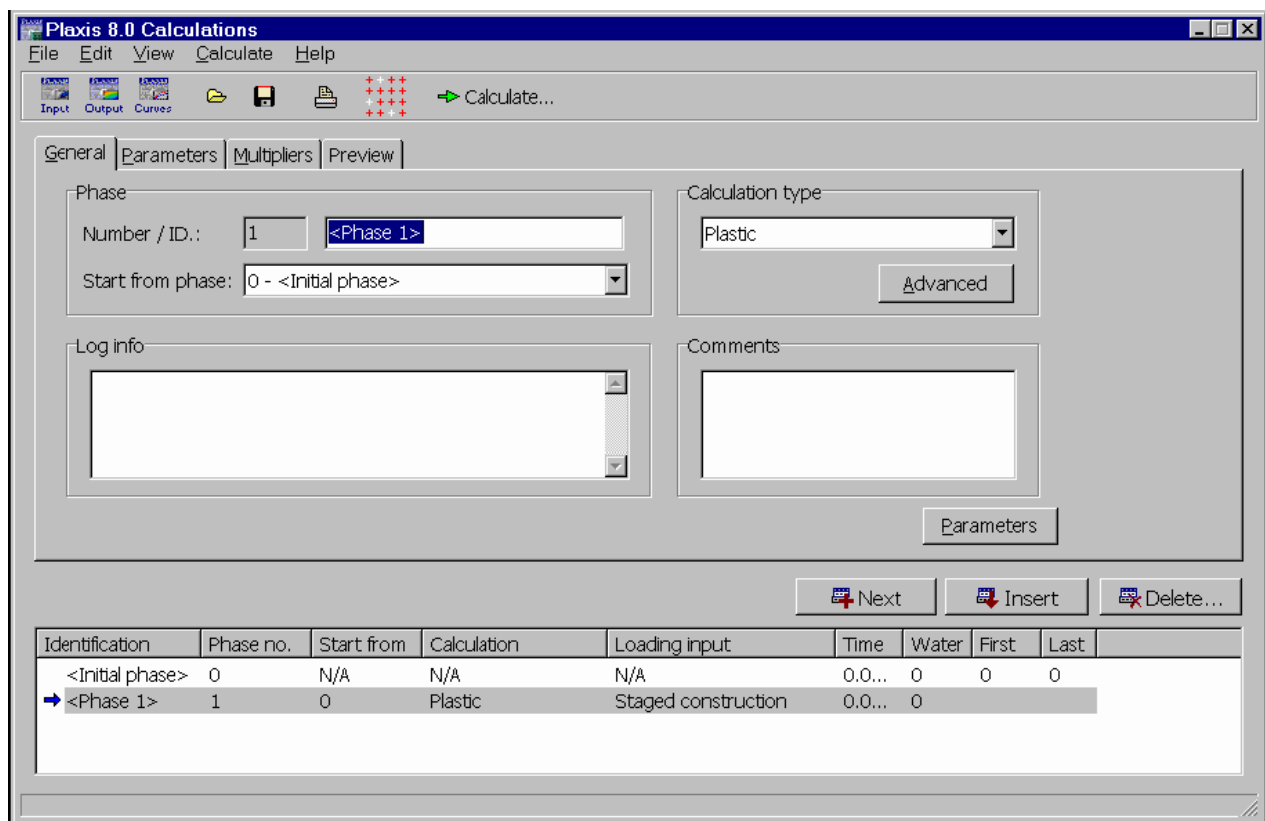 Plaxis 8.0 Calculations
File Edit View Calculate Help
Input Output Curves Calculate...
General Parameters Multipliers Preview
Phase
Number / ID.: 1 <Phase 1>
Start from phase: 0 - <Initial phase>
Calculation type
Plastic
Advanced
Log info
Comments
Parameters
Next Insert Delete...
Identification Phase no. Start from Calculation Loading input Time Water First Last
<Initial phase> 0 N/A N/A N/A 0.0... 0 0 0
<Phase 1> 1 0 Plastic Staged construction 0.0... 0